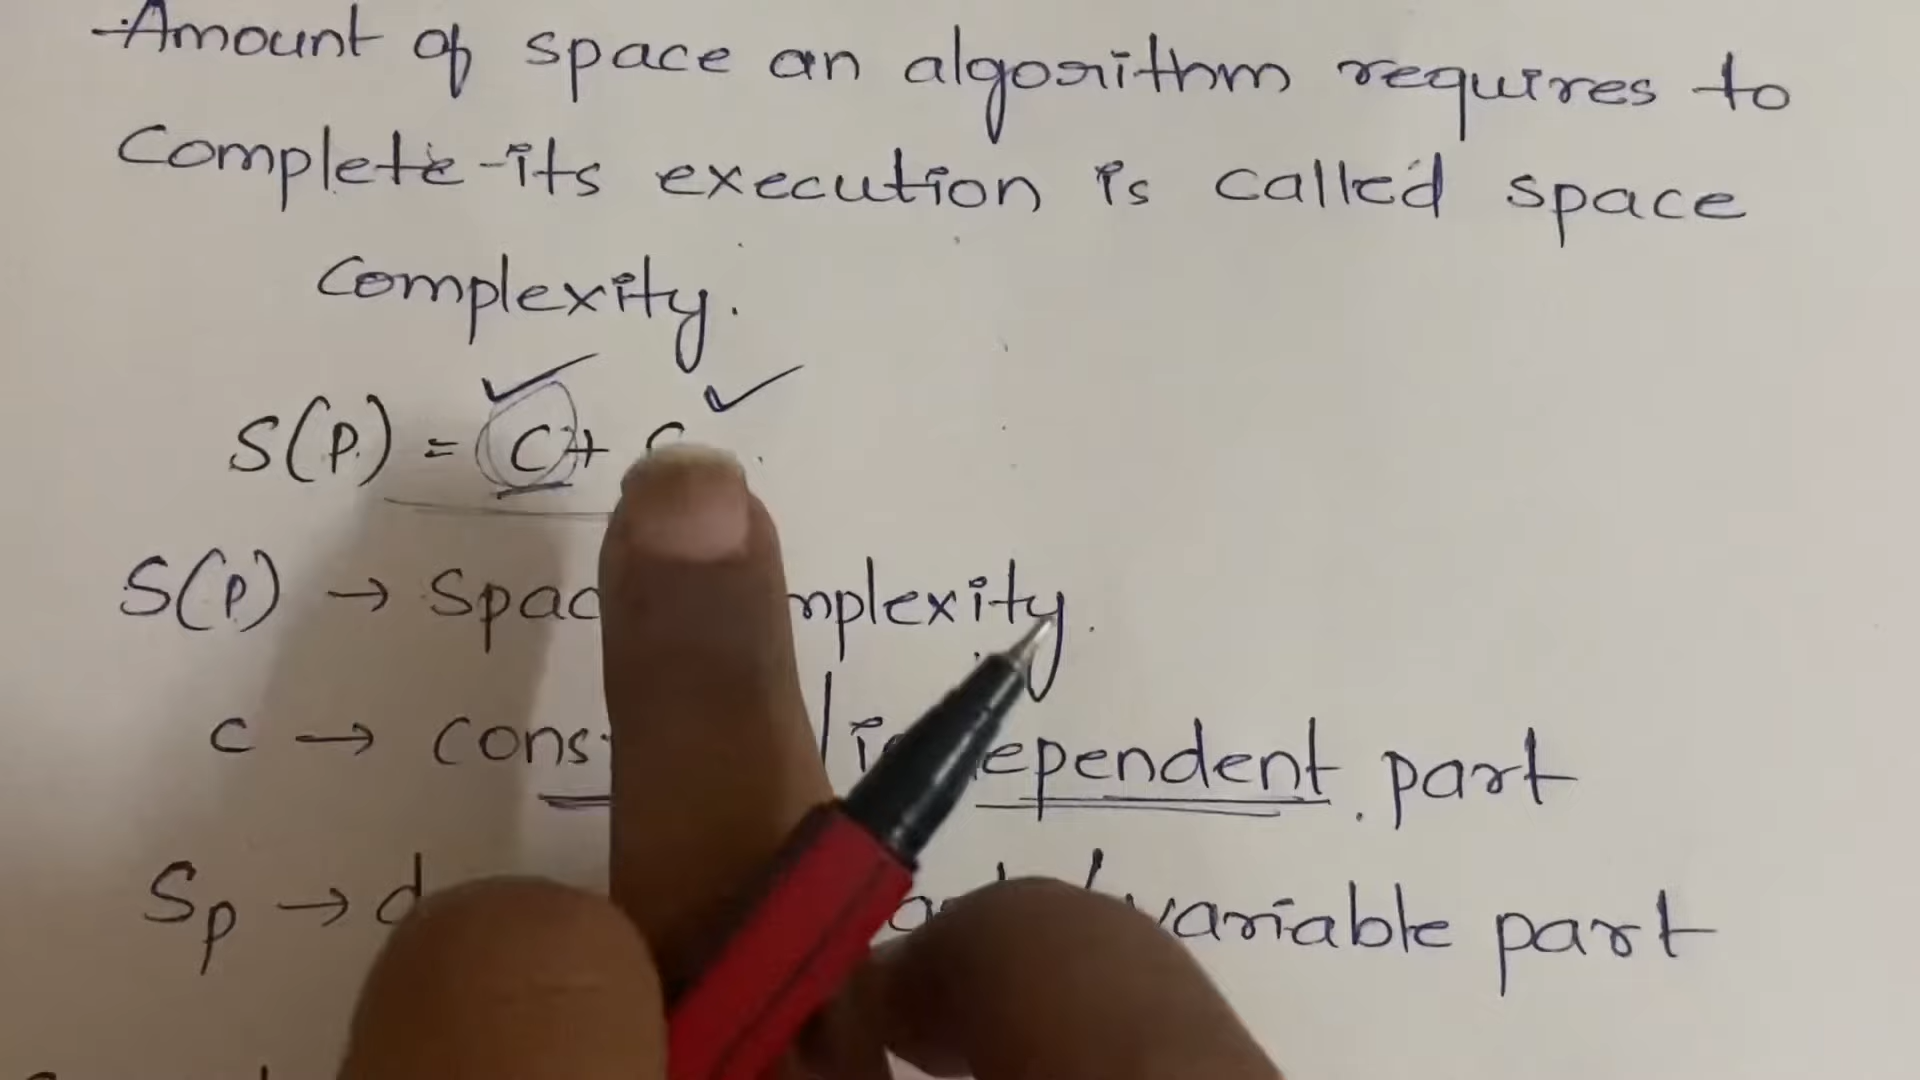 Amount of space an algorithm requires to
Complete its execution is called space
Complexity.
S(P) = C +
S(P) → Spac mplexity.
C → Cons / i ependent part
Sp → d / variable part